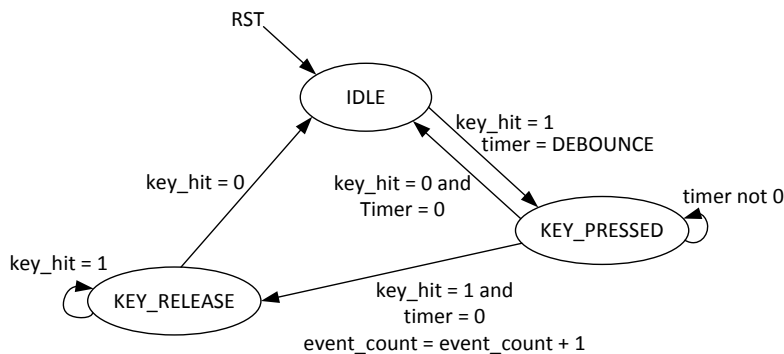 RST
IDLE
key_hit = 1
timer = DEBOUNCE
key_hit = 0
key_hit = 0 and
Timer = 0
timer not 0
KEY_PRESSED
key_hit = 1
KEY_RELEASE
key_hit = 1 and
timer = 0
event_count = event_count + 1